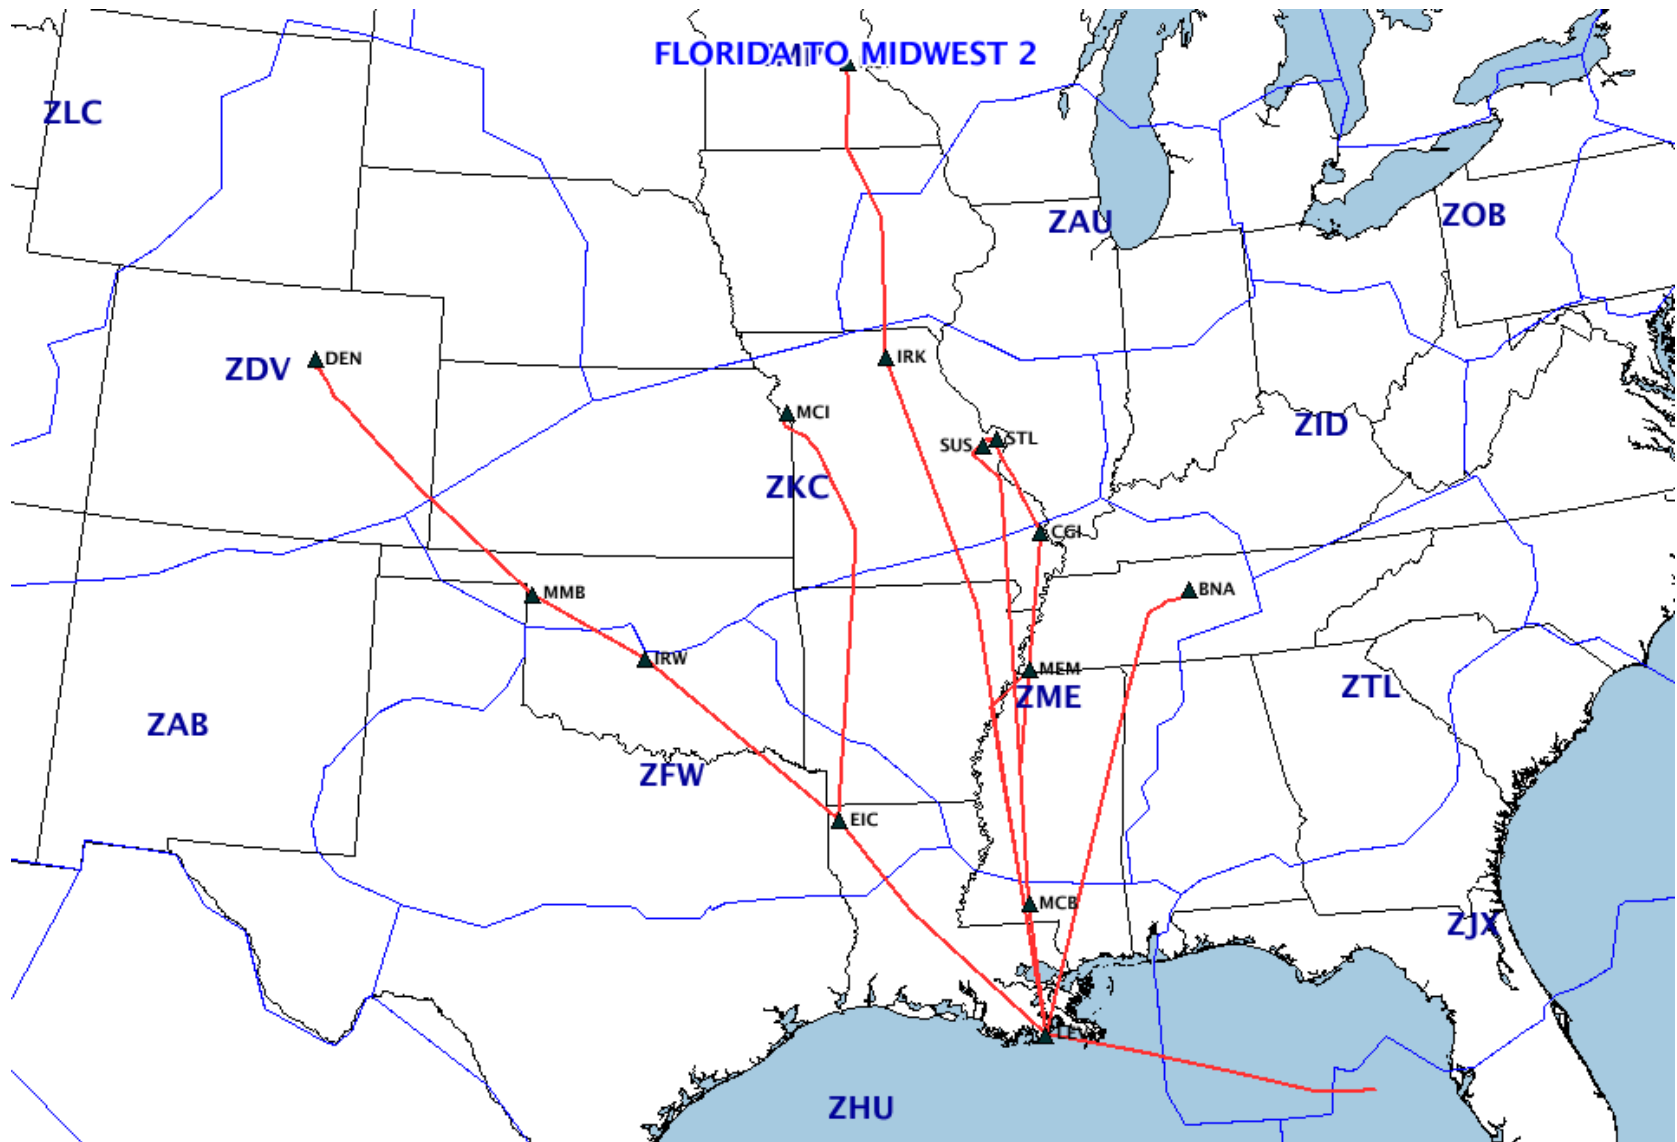 FLORIDA TO MIDWEST 2
ZLC
ZAU
ZOB
DEN
ZDV
IRK
MCI
ZID
SUS
STL
ZKC
CGI
MMB
BNA
IRW
MEM
ZME
ZTL
ZAB
ZFW
EIC
MCB
ZJX
LEV
ZHU